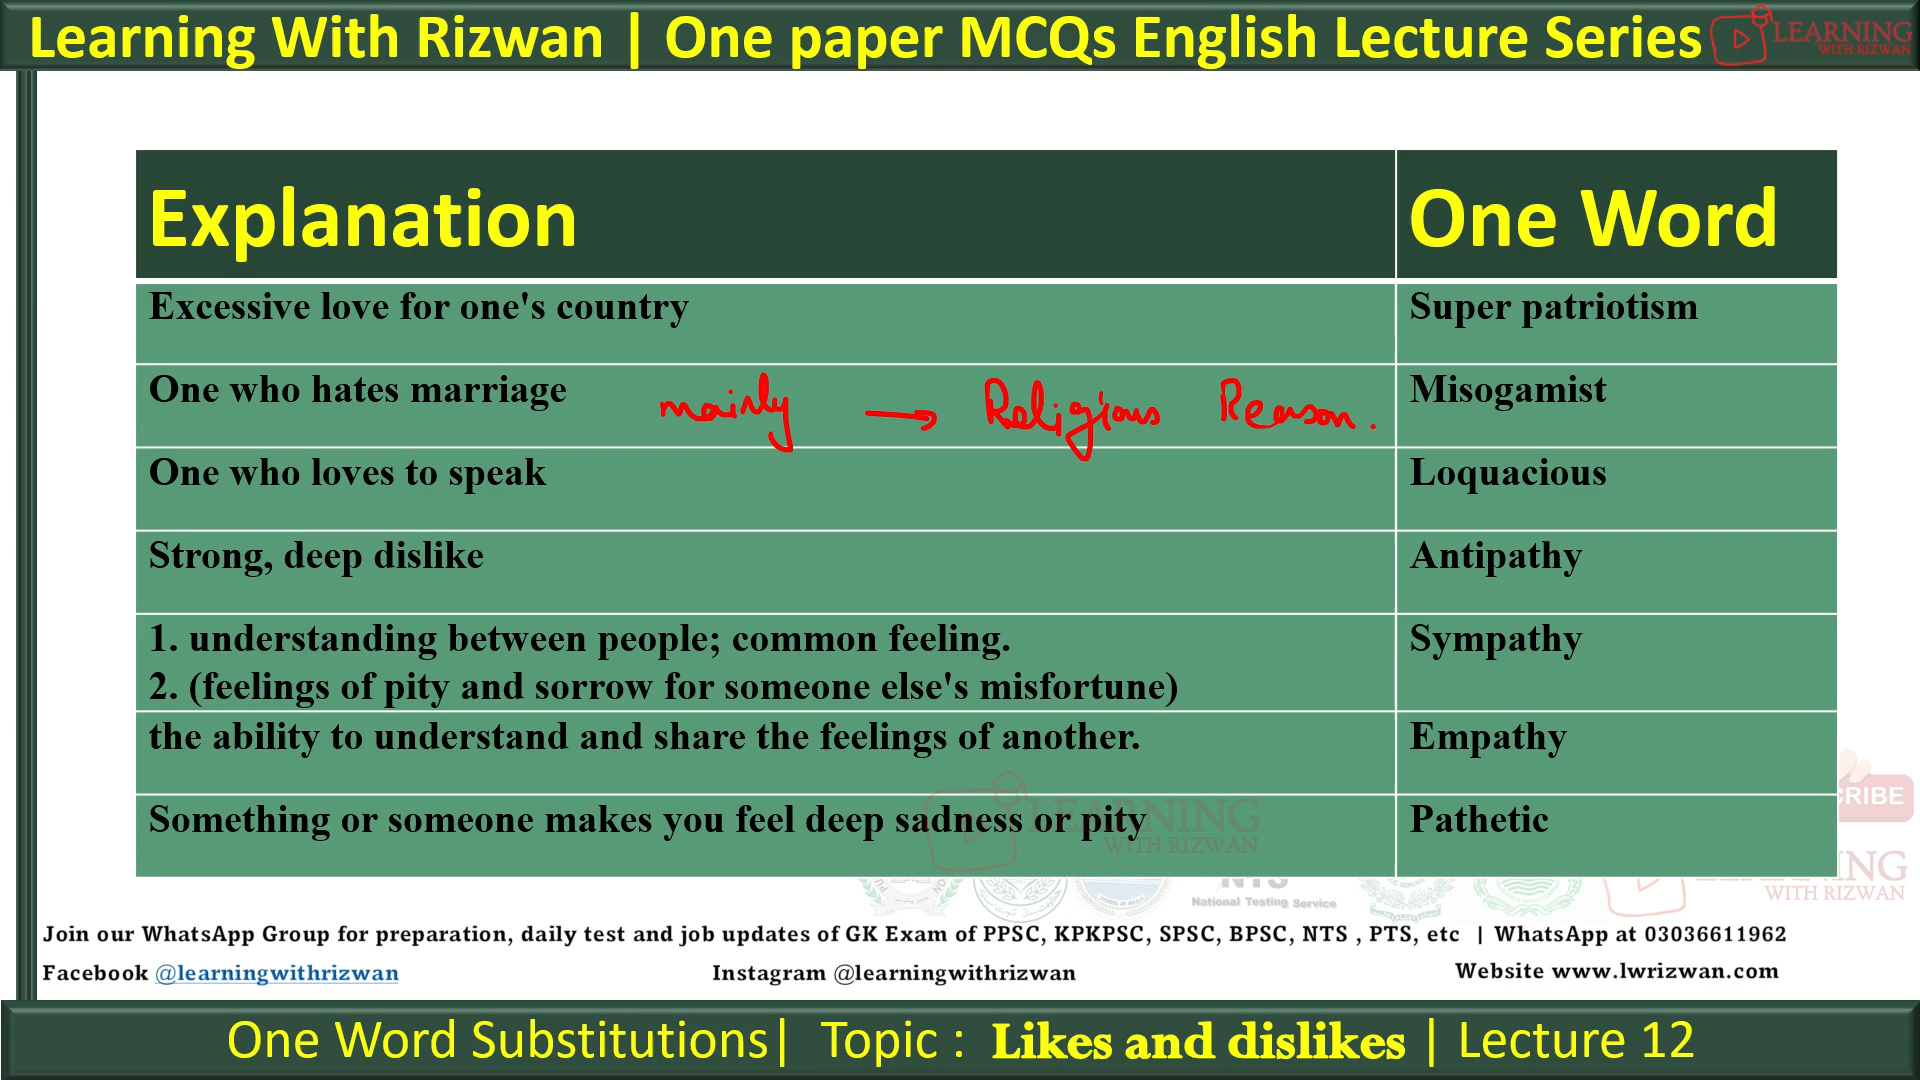 Learning With Rizwan | One paper MCQs English Lecture Series
LEARNING
WITH RIZWAN
Explanation One Word
Excessive love for one's country Super patriotism
One who hates marriage mainly → Religious Reason. Misogamist
One who loves to speak Loquacious
Strong, deep dislike Antipathy
1. understanding between people; common feeling. Sympathy
2. (feelings of pity and sorrow for someone else's misfortune)
the ability to understand and share the feelings of another. Empathy
Something or someone makes you feel deep sadness or pity Pathetic
LEARNING
WITH RIZWAN
WITH RIZWAN
NTS
National Testing Service
Join our WhatsApp Group for preparation, daily test and job updates of GK Exam of PPSC, KPKPSC, SPSC, BPSC, NTS , PTS, etc | WhatsApp at 03036611962
Facebook @learningwithrizwan Instagram @learningwithrizwan Website www.lwrizwan.com
One Word Substitutions| Topic : Likes and dislikes | Lecture 12